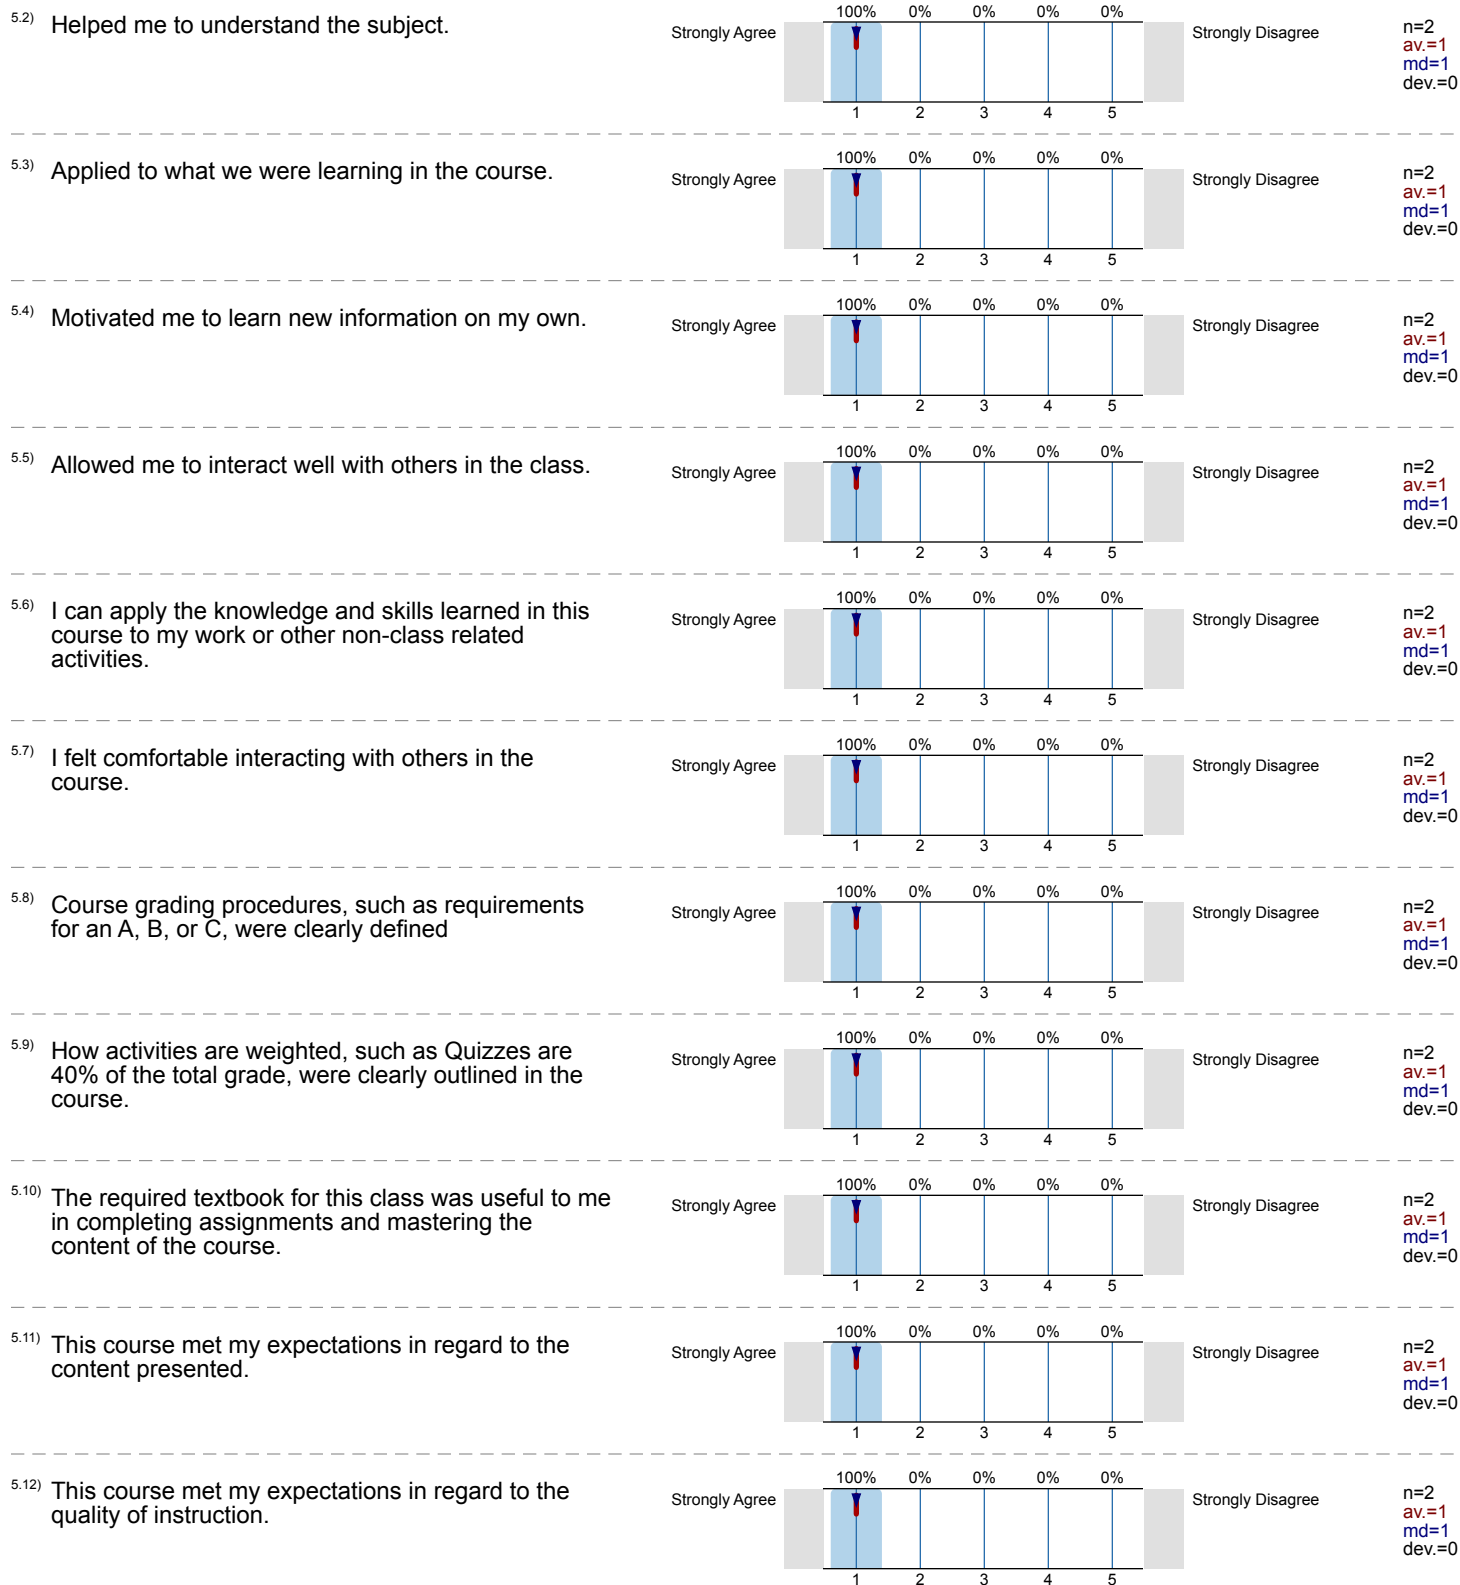 5.2) Helped me to understand the subject.
Strongly Agree
100% 0% 0% 0% 0%
1 2 3 4 5
Strongly Disagree
n=2
av.=1
md=1
dev.=0
5.3) Applied to what we were learning in the course.
Strongly Agree
100% 0% 0% 0% 0%
1 2 3 4 5
Strongly Disagree
n=2
av.=1
md=1
dev.=0
5.4) Motivated me to learn new information on my own.
Strongly Agree
100% 0% 0% 0% 0%
1 2 3 4 5
Strongly Disagree
n=2
av.=1
md=1
dev.=0
5.5) Allowed me to interact well with others in the class.
Strongly Agree
100% 0% 0% 0% 0%
1 2 3 4 5
Strongly Disagree
n=2
av.=1
md=1
dev.=0
5.6) I can apply the knowledge and skills learned in this
course to my work or other non-class related
activities.
Strongly Agree
100% 0% 0% 0% 0%
1 2 3 4 5
Strongly Disagree
n=2
av.=1
md=1
dev.=0
5.7) I felt comfortable interacting with others in the
course.
Strongly Agree
100% 0% 0% 0% 0%
1 2 3 4 5
Strongly Disagree
n=2
av.=1
md=1
dev.=0
5.8) Course grading procedures, such as requirements
for an A, B, or C, were clearly defined
Strongly Agree
100% 0% 0% 0% 0%
1 2 3 4 5
Strongly Disagree
n=2
av.=1
md=1
dev.=0
5.9) How activities are weighted, such as Quizzes are
40% of the total grade, were clearly outlined in the
course.
Strongly Agree
100% 0% 0% 0% 0%
1 2 3 4 5
Strongly Disagree
n=2
av.=1
md=1
dev.=0
5.10) The required textbook for this class was useful to me
in completing assignments and mastering the
content of the course.
Strongly Agree
100% 0% 0% 0% 0%
1 2 3 4 5
Strongly Disagree
n=2
av.=1
md=1
dev.=0
5.11) This course met my expectations in regard to the
content presented.
Strongly Agree
100% 0% 0% 0% 0%
1 2 3 4 5
Strongly Disagree
n=2
av.=1
md=1
dev.=0
5.12) This course met my expectations in regard to the
quality of instruction.
Strongly Agree
100% 0% 0% 0% 0%
1 2 3 4 5
Strongly Disagree
n=2
av.=1
md=1
dev.=0